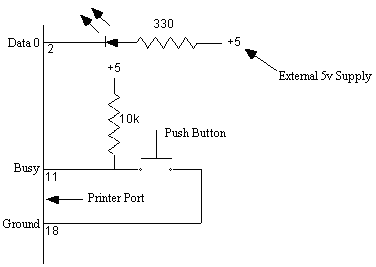 330
Data 0
2
+5
External 5v Supply
+5
10k
Push Button
Busy
11
Printer Port
Ground
18